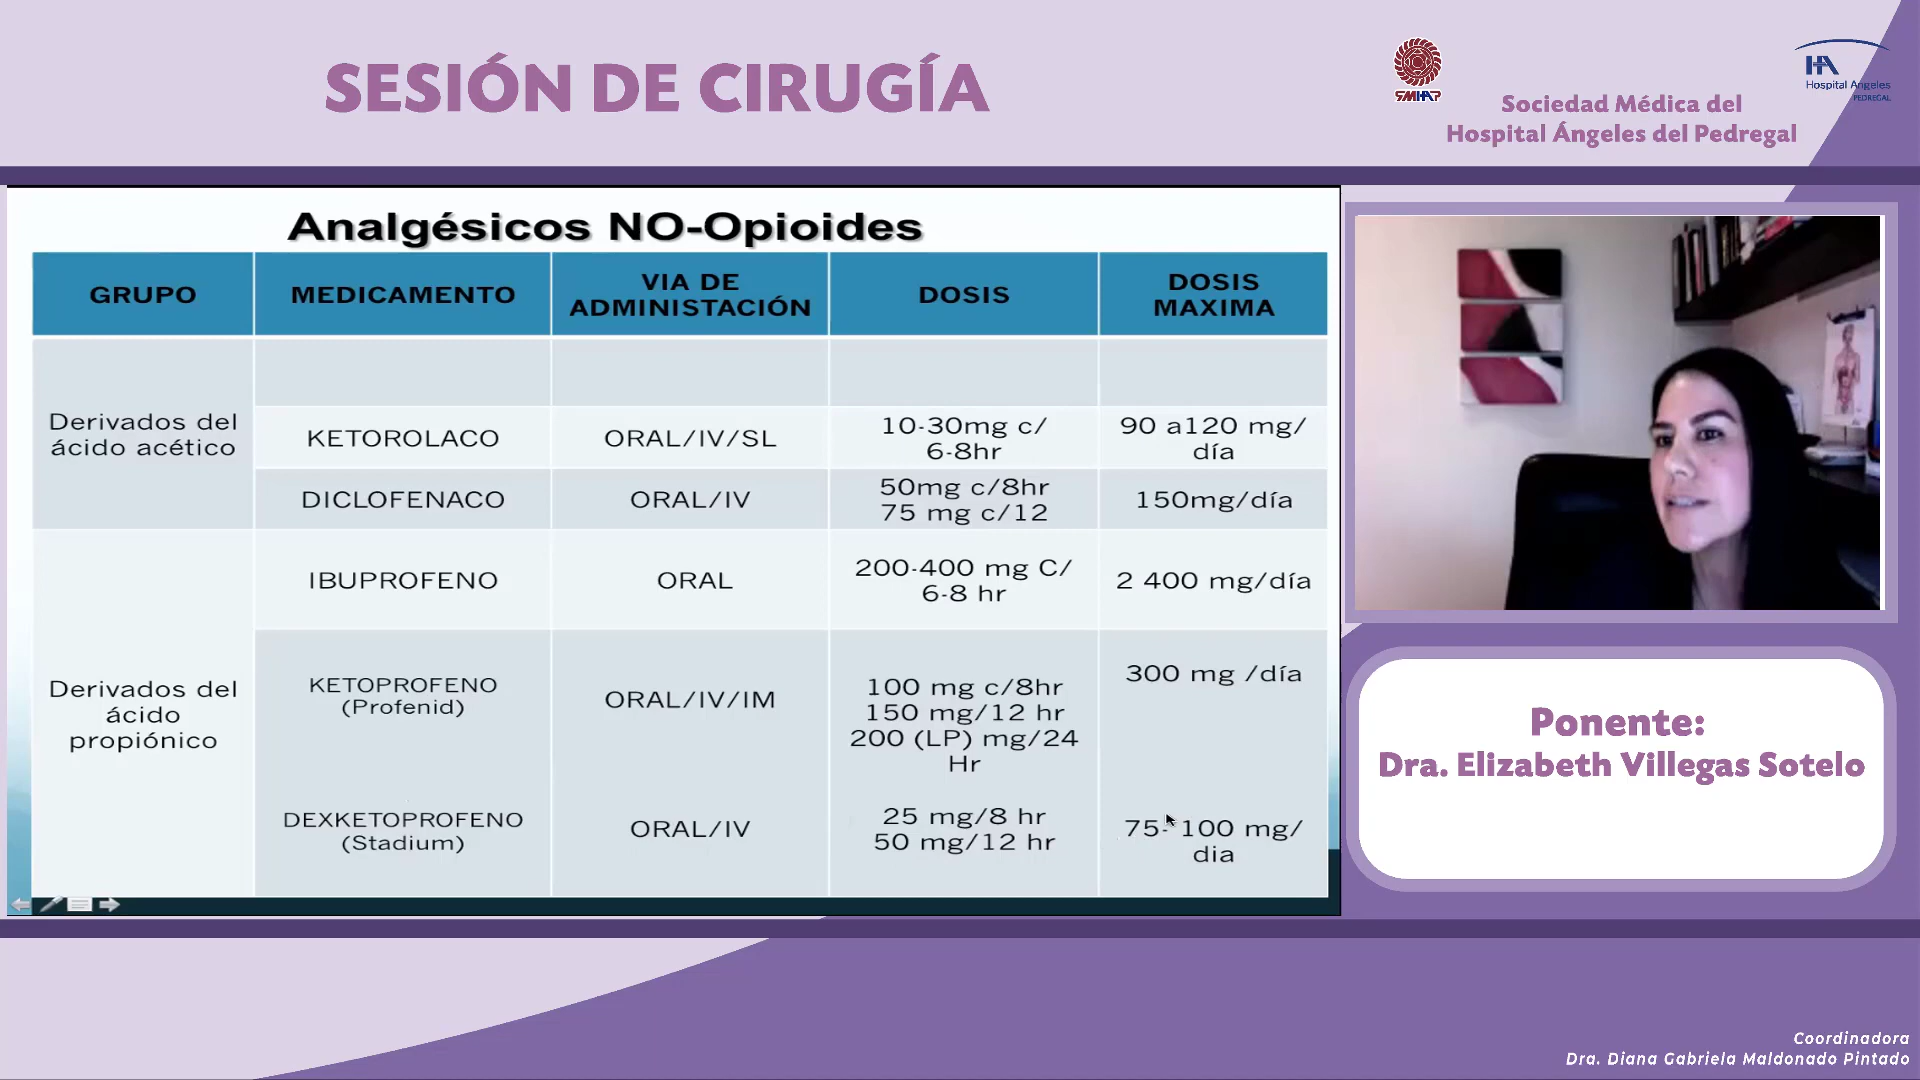 SESIÓN DE CIRUGÍA
SMHAP
Sociedad Médica del
Hospital Ángeles del Pedregal
HA
Hospital Angeles
PEDREGAL
Analgésicos NO-Opioides
GRUPO
MEDICAMENTO
VIA DE
ADMINISTACIÓN
DOSIS
DOSIS
MAXIMA
Derivados del
ácido acético
KETOROLACO
ORAL/IV/SL
10-30mg c/
6-8hr
90 a120 mg/
día
DICLOFENACO
ORAL/IV
50mg c/8hr
75 mg c/12
150mg/día
Derivados del
ácido
propiónico
IBUPROFENO
ORAL
200-400 mg C/
6-8 hr
2 400 mg/día
KETOPROFENO
(Profenid)
ORAL/IV/IM
100 mg c/8hr
150 mg/12 hr
200 (LP) mg/24
Hr
300 mg /día
DEXKETOPROFENO
(Stadium)
ORAL/IV
25 mg/8 hr
50 mg/12 hr
75- 100 mg/
dia
Ponente:
Dra. Elizabeth Villegas Sotelo
Coordinadora
Dra. Diana Gabriela Maldonado Pintado